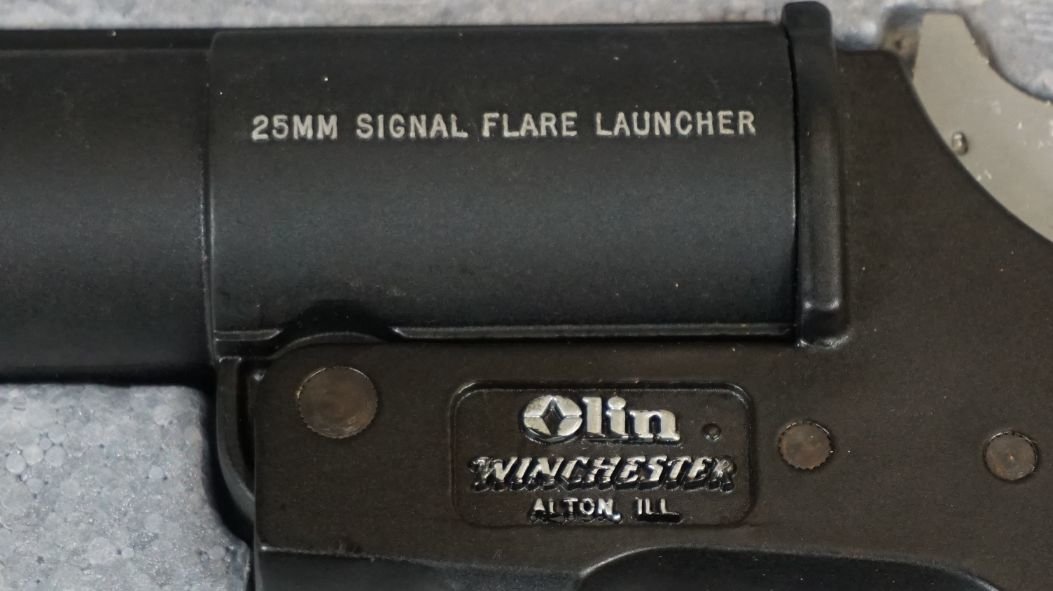 25MM SIGNAL FLARE LAUNCHER
Olin
WINCHESTER
ALTON, ILL